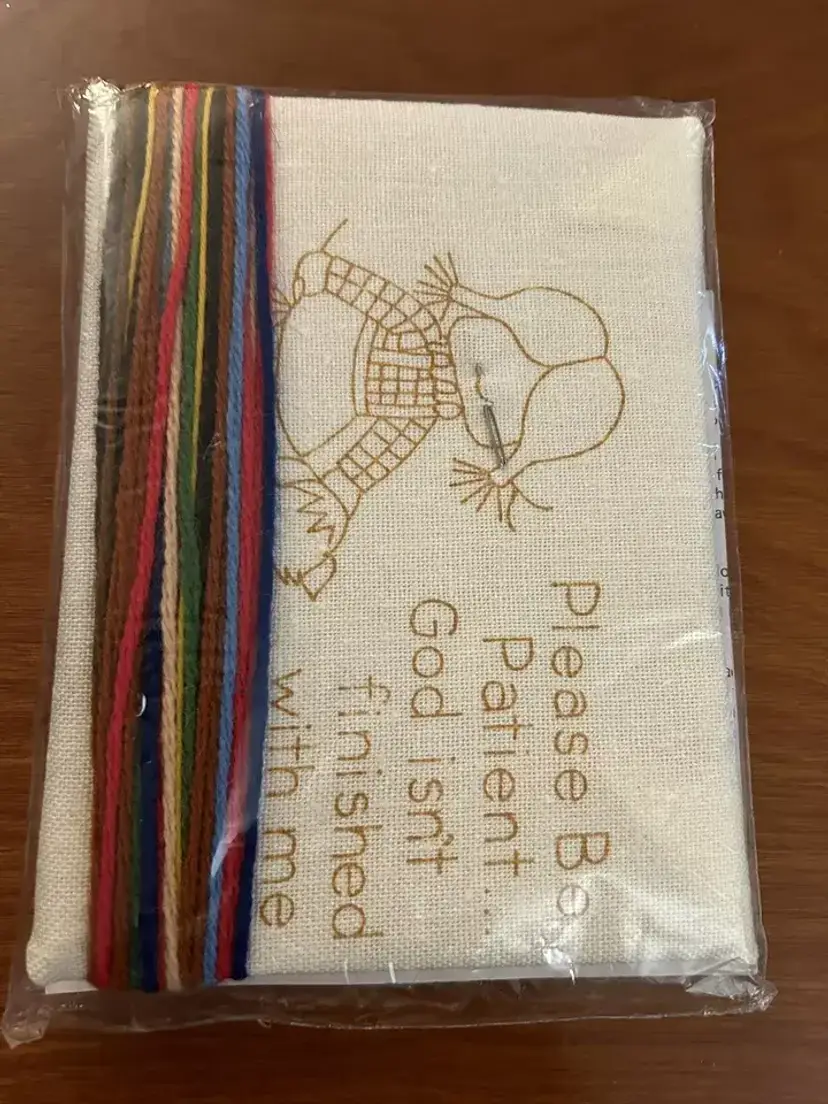 Please Be
Patient...
God isn't
finished
with me